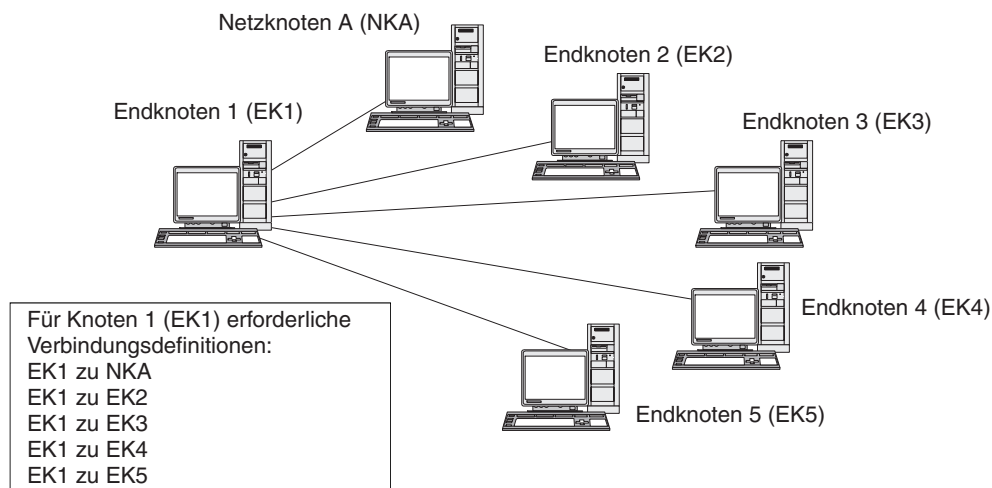 Netzknoten A (NKA)
Endknoten 2 (EK2)
Endknoten 1 (EK1)
Endknoten 3 (EK3)
Endknoten 4 (EK4)
Endknoten 5 (EK5)
Für Knoten 1 (EK1) erforderliche
Verbindungsdefinitionen:
EK1 zu NKA
EK1 zu EK2
EK1 zu EK3
EK1 zu EK4
EK1 zu EK5